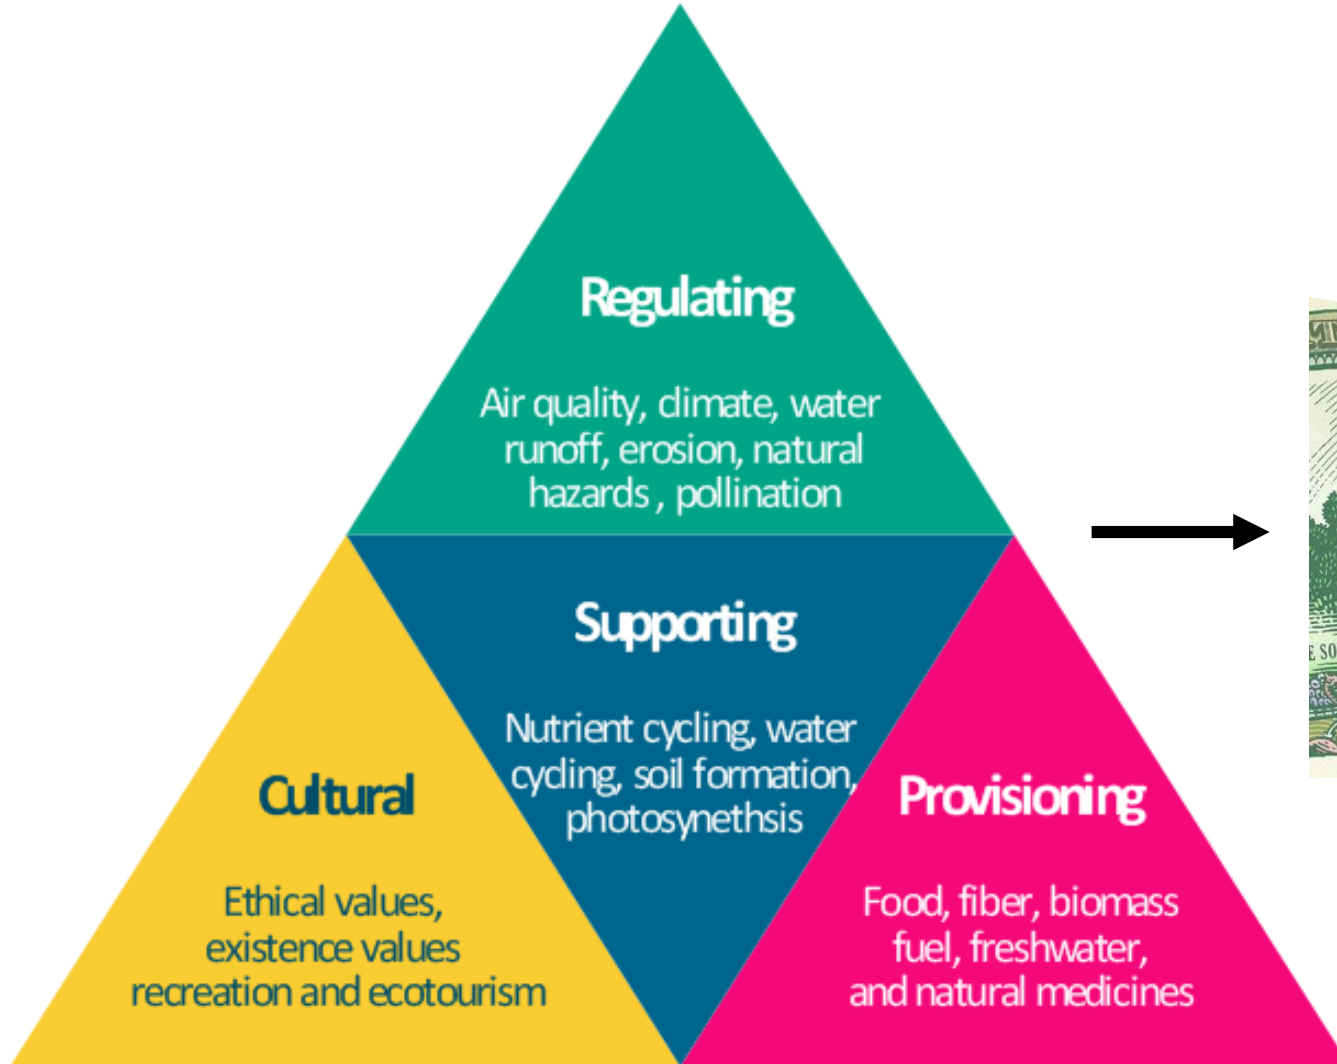 Regulating
Air quality, climate, water
runoff, erosion, natural
hazards , pollination
Supporting
Nutrient cycling, water
cycling, soil formation,
photosynethsis
Cultural
Ethical values,
existence values
recreation and ecotourism
Provisioning
Food, fiber, biomass
fuel, freshwater,
and natural medicines